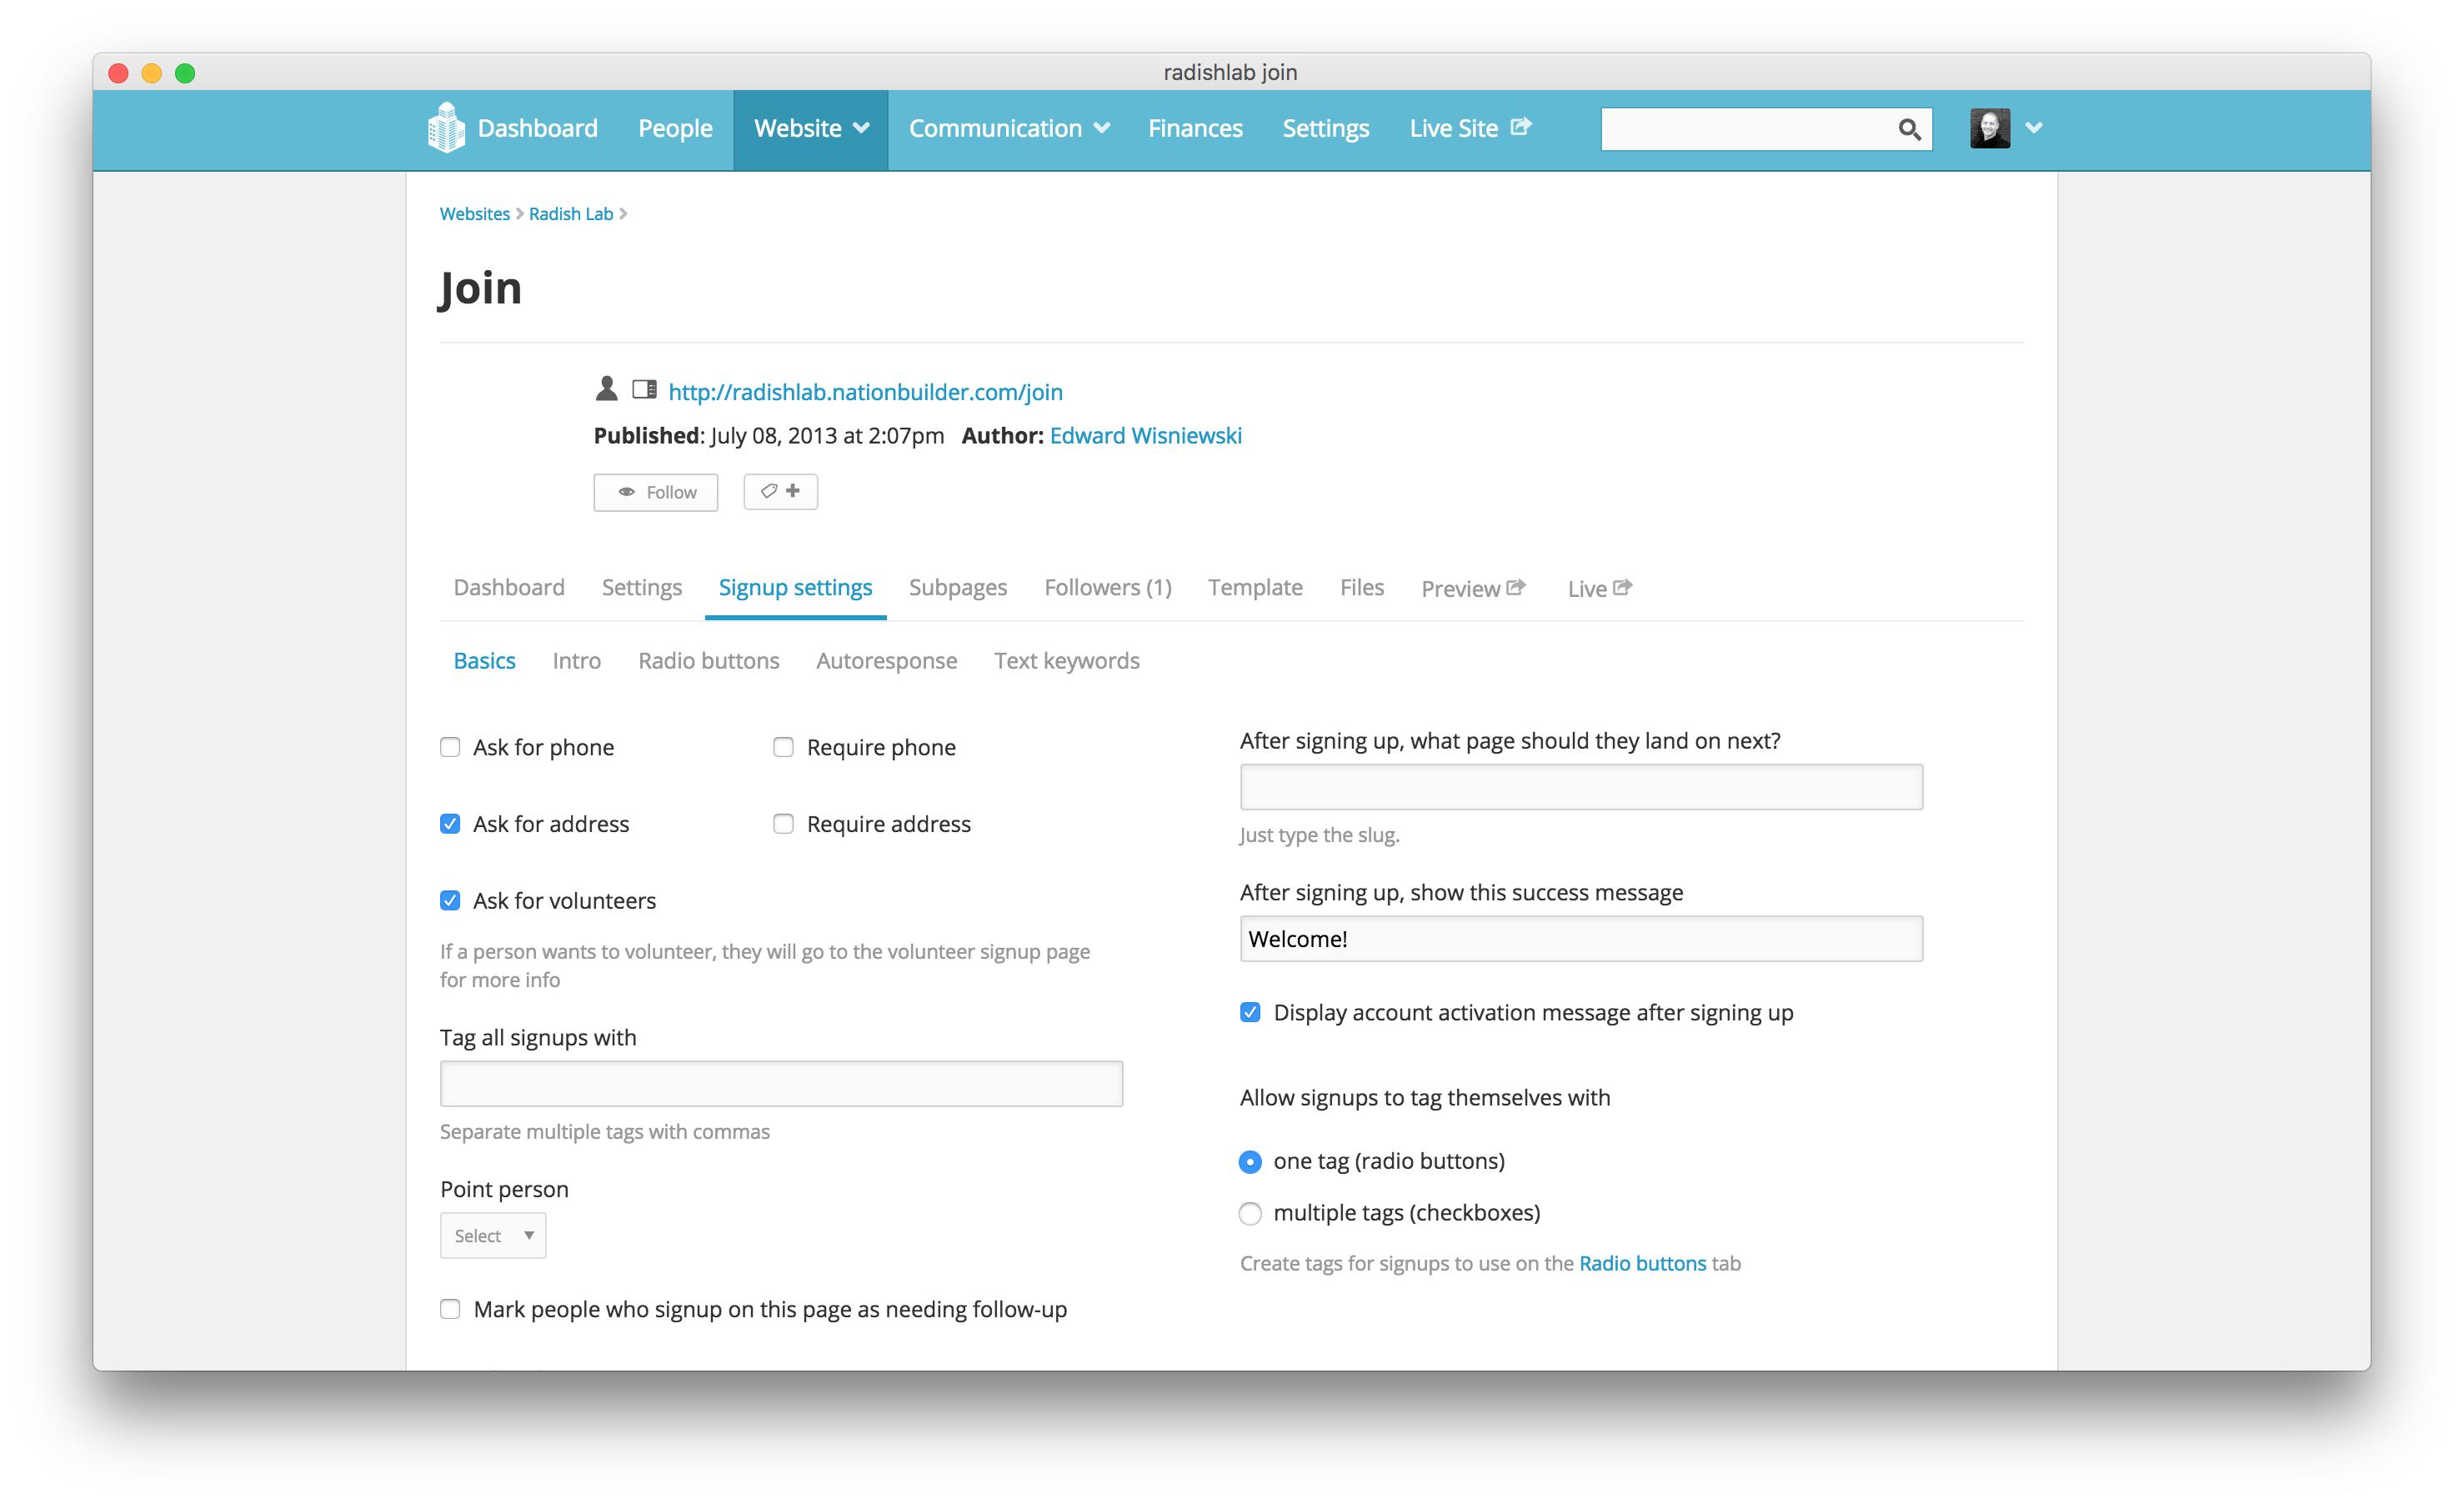 radishlab join
Dashboard People Website Communication Finances Settings Live Site
Websites Radish Lab
Join
http://radishlab.nationbuilder.com/join
Published: July 08, 2013 at 2:07pm Author: Edward Wisniewski
Follow
Dashboard Settings Signup settings Subpages Followers (1) Template Files Preview Live
Basics Intro Radio buttons Autoresponse Text keywords
Ask for phone Require phone
Ask for address Require address
Ask for volunteers
If a person wants to volunteer, they will go to the volunteer signup page
for more info
Tag all signups with
Separate multiple tags with commas
Point person
Select
Mark people who signup on this page as needing follow-up
After signing up, what page should they land on next?
Just type the slug.
After signing up, show this success message
Welcome!
Display account activation message after signing up
Allow signups to tag themselves with
one tag (radio buttons)
multiple tags (checkboxes)
Create tags for signups to use on the Radio buttons tab